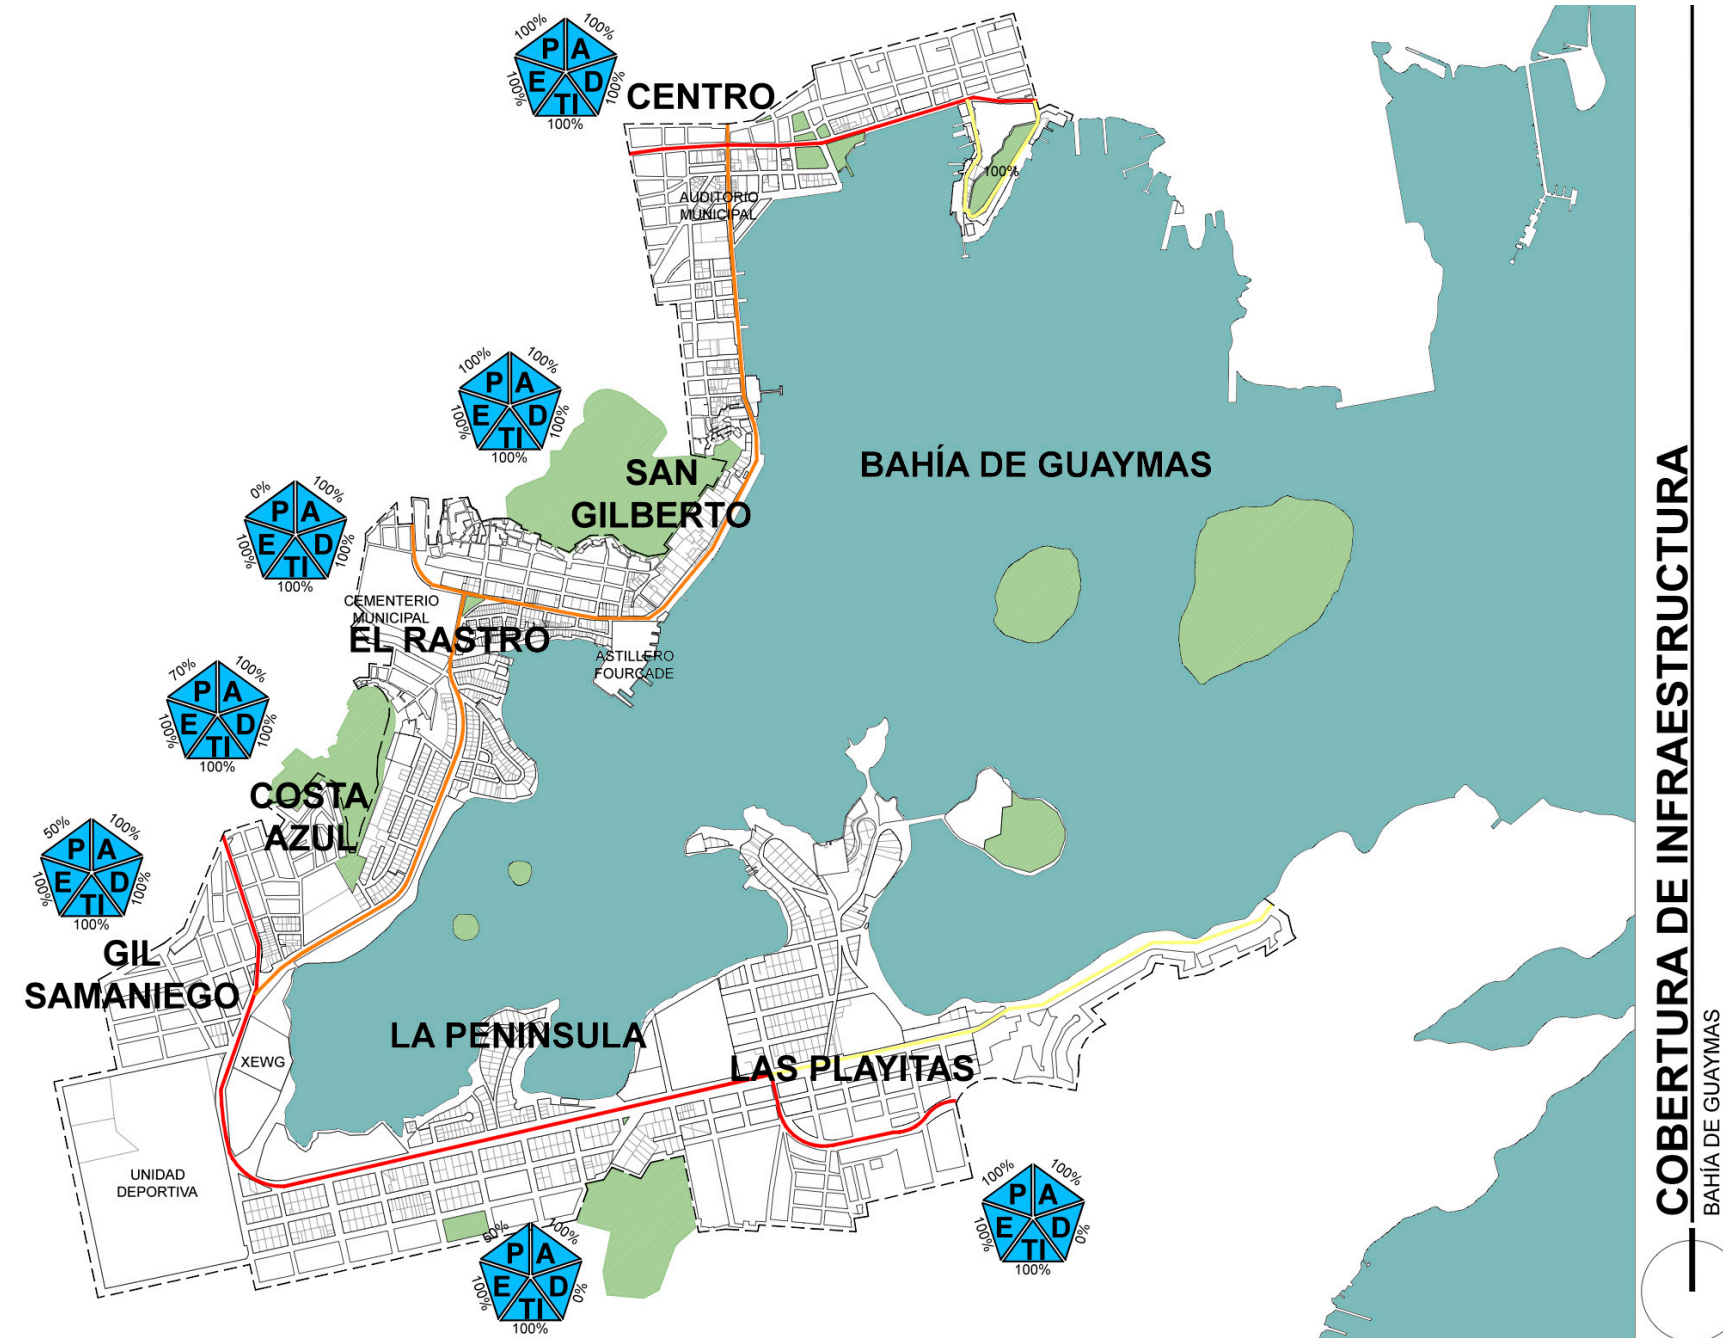 100%
100%
P A
E D
TI
100%
100%
100%
CENTRO
AUDITORIO
MUNICIPAL
100%
100%
100%
P A
E D
TI
100%
100%
100%
SAN
GILBERTO
BAHÍA DE GUAYMAS
0%
100%
P A
E D
TI
100%
100%
100%
CEMENTERIO
MUNICIPAL
EL RASTRO
ASTILLERO
FOURCADE
70%
100%
P A
E D
TI
100%
100%
100%
COSTA
AZUL
50%
100%
P A
E D
TI
100%
100%
100%
GIL
SAMANIEGO
XEWG
LA PENINSULA
LAS PLAYITAS
UNIDAD
DEPORTIVA
100%
P A
E D
TI
100%
0%
100%
100%
100%
P A
E D
TI
100%
0%
100%
COBERTURA DE INFRAESTRUCTURA
BAHÍA DE GUAYMAS